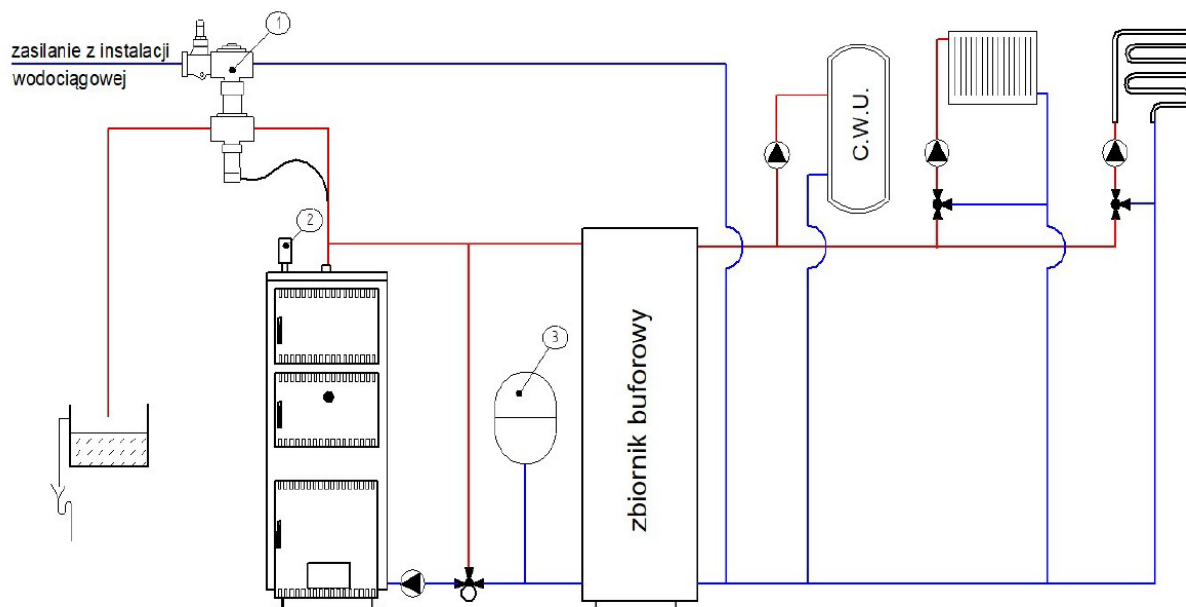 zasilanie z instalacji
wodociągowej
1
2
3
C.W.U.
zbiornik buforowy